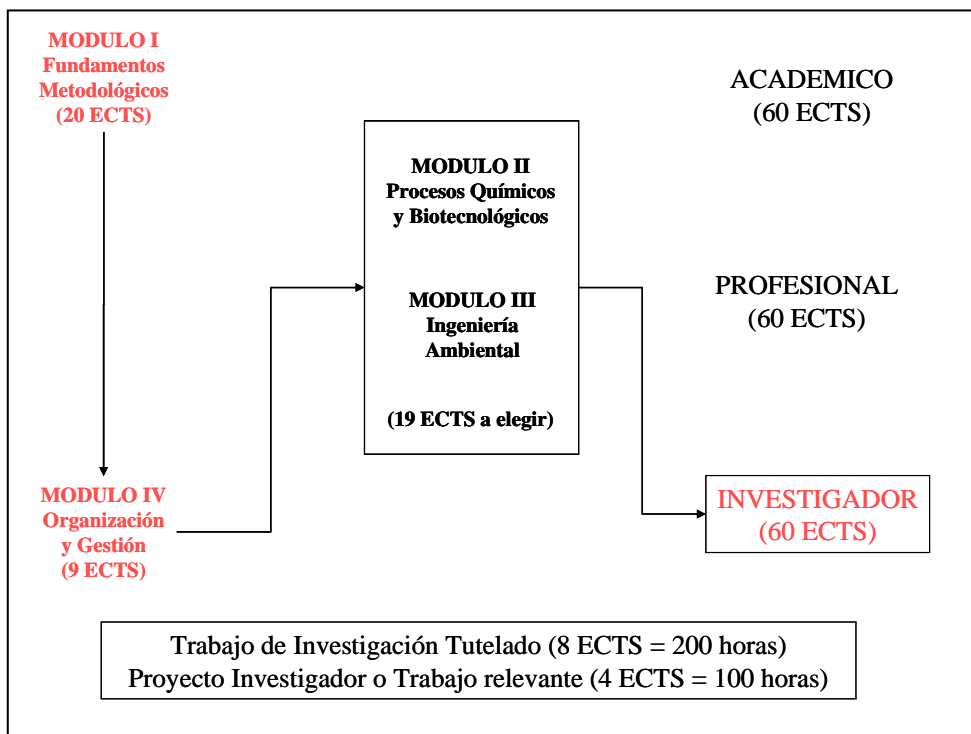 MODULO I
Fundamentos
Metodológicos
(20 ECTS)
MODULO IV
Organización
y Gestión
(9 ECTS)
MODULO II
Procesos Químicos
y Biotecnológicos
MODULO III
Ingeniería
Ambiental
(19 ECTS a elegir)
ACADEMICO
(60 ECTS)
PROFESIONAL
(60 ECTS)
INVESTIGADOR
(60 ECTS)
Trabajo de Investigación Tutelado (8 ECTS = 200 horas)
Proyecto Investigador o Trabajo relevante (4 ECTS = 100 horas)